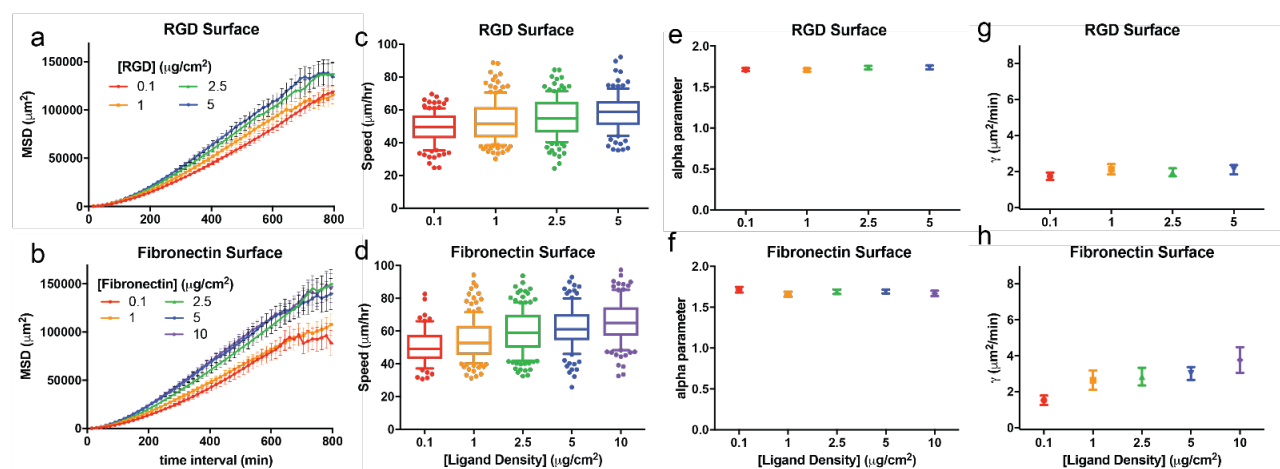 a
RGD Surface
MSD (μm²)
150000
100000
50000
0
[RGD] (μg/cm²)
0.1
2.5
1
5
0
200
400
600
800
c
RGD Surface
Speed (μm/hr)
100
80
60
40
20
0
0.1
1
2.5
5
e
RGD Surface
alpha parameter
2.0
1.5
1.0
0.5
0.0
0.1
1
2.5
5
g
RGD Surface
γ (μm2/min)
8
6
4
2
0
0.1
1
2.5
5
b
Fibronectin Surface
MSD (μm²)
150000
100000
50000
0
[Fibronectin] (μg/cm²)
0.1
2.5
1
5
10
0
200
400
600
800
time interval (min)
d
Fibronectin Surface
Speed (μm/hr)
100
80
60
40
20
0
0.1
1
2.5
5
10
[Ligand Density] (μg/cm²)
f
Fibronectin Surface
alpha parameter
2.0
1.5
1.0
0.5
0.0
0.1
1
2.5
5
10
[Ligand Density] (μg/cm²)
h
Fibronectin Surface
γ (μm2/min)
8
6
4
2
0
0.1
1
2.5
5
10
[Ligand Density] (μg/cm²)